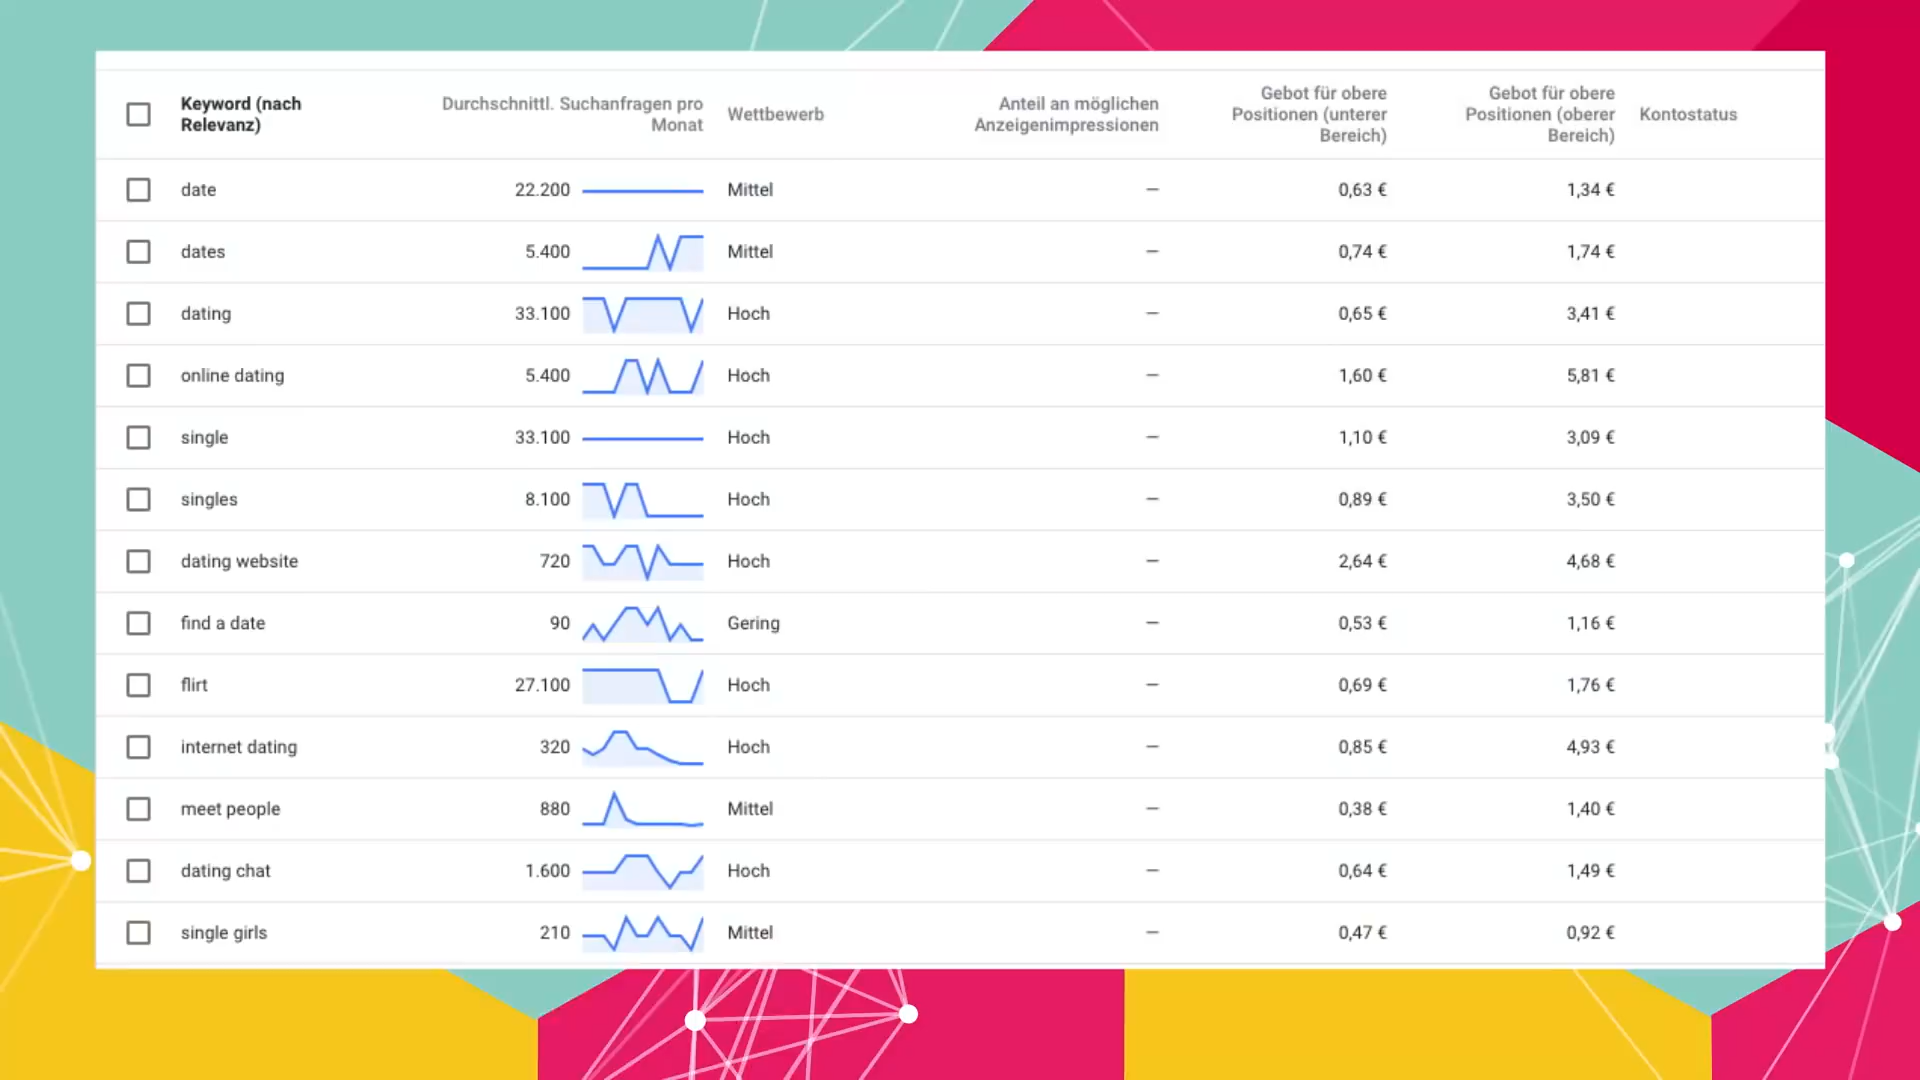 Keyword (nach Relevanz) Durchschnittl. Suchanfragen pro Monat Wettbewerb Anteil an möglichen Anzeigenimpressionen Gebot für obere Positionen (unterer Bereich) Gebot für obere Positionen (oberer Bereich) Kontostatus
date 22.200 Mittel – 0,63 € 1,34 €
dates 5.400 Mittel – 0,74 € 1,74 €
dating 33.100 Hoch – 0,65 € 3,41 €
online dating 5.400 Hoch – 1,60 € 5,81 €
single 33.100 Hoch – 1,10 € 3,09 €
singles 8.100 Hoch – 0,89 € 3,50 €
dating website 720 Hoch – 2,64 € 4,68 €
find a date 90 Gering – 0,53 € 1,16 €
flirt 27.100 Hoch – 0,69 € 1,76 €
internet dating 320 Hoch – 0,85 € 4,93 €
meet people 880 Mittel – 0,38 € 1,40 €
dating chat 1.600 Hoch – 0,64 € 1,49 €
single girls 210 Mittel – 0,47 € 0,92 €